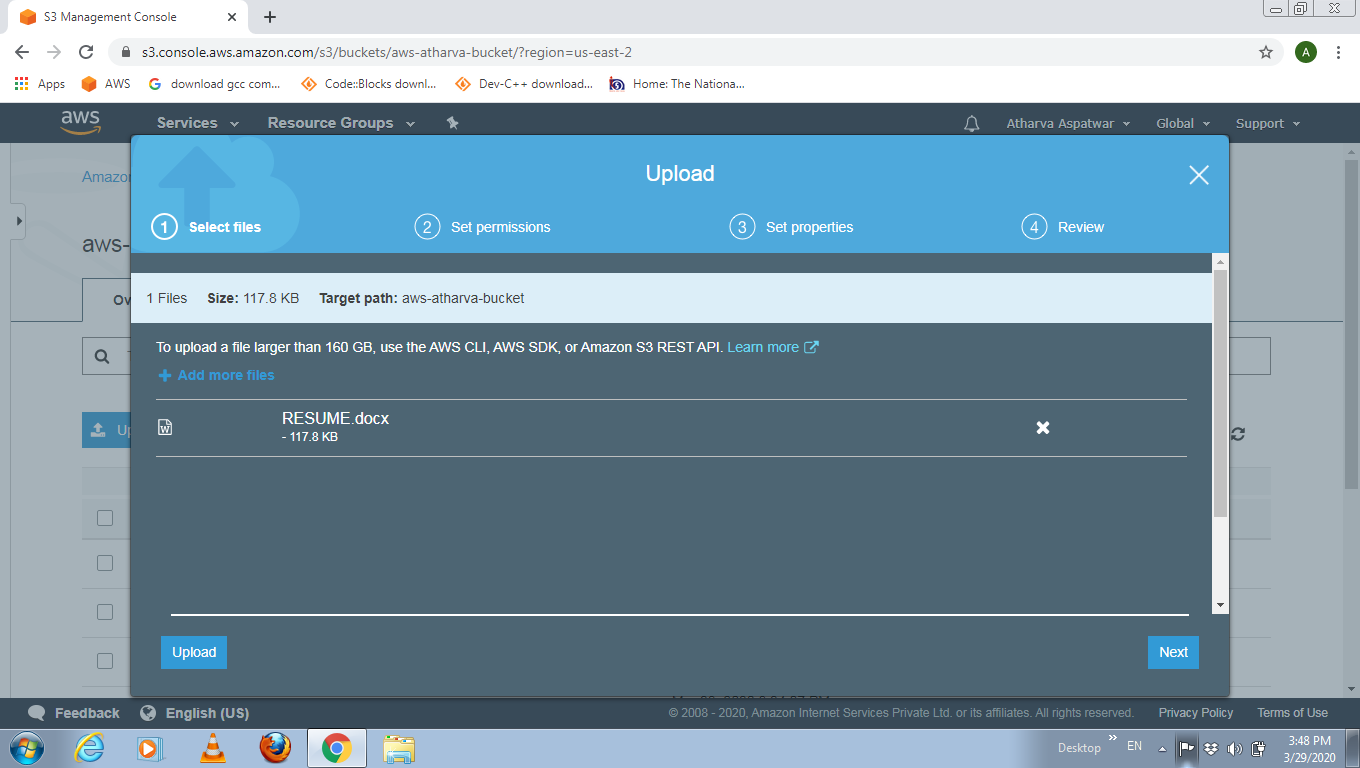 S3 Management Console
s3.console.aws.amazon.com/s3/buckets/aws-atharva-bucket/?region=us-east-2
A
Apps AWS download gcc com... Code::Blocks downl... Dev-C++ download... Home: The Nationa...
aws Services Resource Groups Atharva Aspatwar Global Support
Amazo
aws-
Upload
1 Select files 2 Set permissions 3 Set properties 4 Review
1 Files Size: 117.8 KB Target path: aws-atharva-bucket
To upload a file larger than 160 GB, use the AWS CLI, AWS SDK, or Amazon S3 REST API. Learn more
Add more files
RESUME.docx
- 117.8 KB
Upload Next
Feedback English (US) © 2008 - 2020, Amazon Internet Services Private Ltd. or its affiliates. All rights reserved. Privacy Policy Terms of Use
Desktop » EN 3:48 PM
3/29/2020